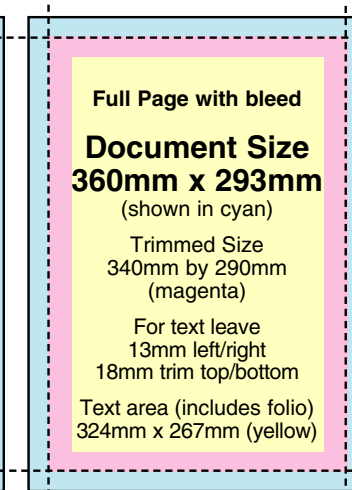 Full Page with bleed
Document Size
360mm x 293mm
(shown in cyan)
Trimmed Size
340mm by 290mm
(magenta)
For text leave
13mm left/right
18mm trim top/bottom
Text area (includes folio)
324mm x 267mm (yellow)